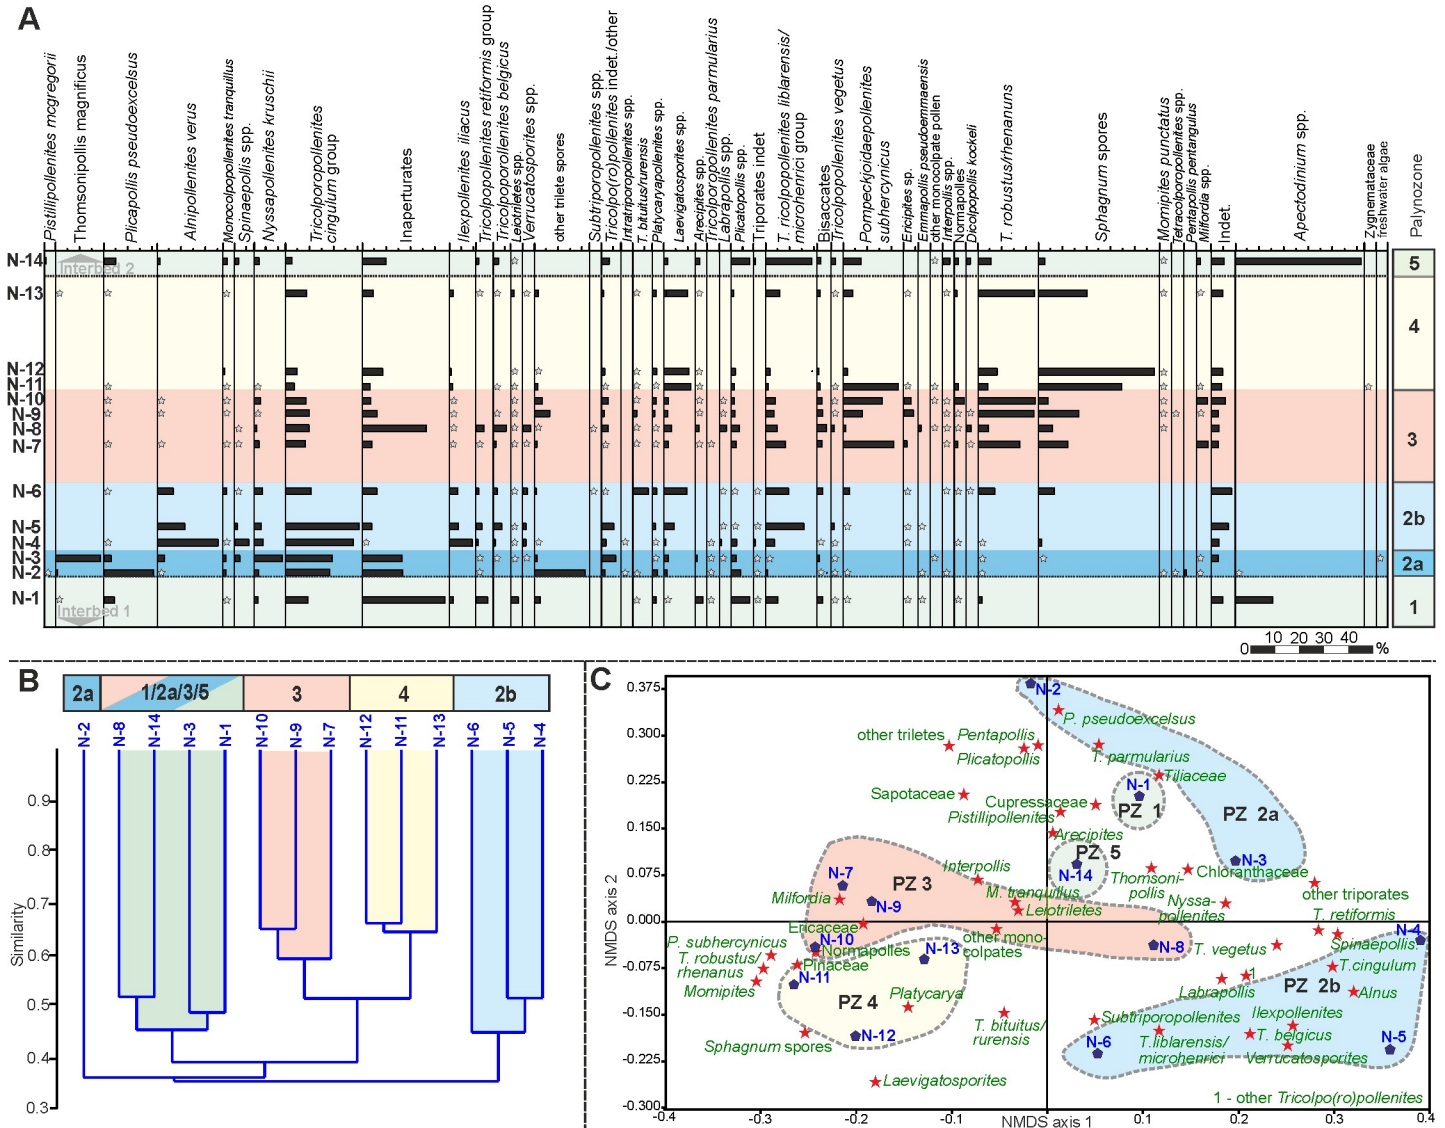 A
Pistillipollenites mcgregorii
Thomsonipollis magnificus
Plicapollis pseudoexcelsus
Alnipollenites verus
Monocolpopollenites tranquillus
Spinaepollis spp.
Nyssapollenites kruschii
Tricolporopollenites
cingulum group
Inaperturates
Ilexpollenites iliacus
Tricolpopollenites retiformis group
Tricolporopollenites belgicus
Leiotriletes spp.
Verrucatosporites spp.
other trilete spores
Subtriporopollenites spp.
Tricolpo(ro)pollenites indet./other
Intratriporopollenites spp.
T. bituitus/rurensis
Platycaryapollenites spp.
Laevigatosporites spp.
Arecipites spp.
Tricolporopollenites parmularius
Labrapollis spp.
Plicatopollis spp.
Triporates indet
T. tricolpopollenites liblarensis/
microhenrici group
Bisaccates
Tricolpopollenites vegetus
Pompeckjoidaepollenites
subhercynicus
Ericipites sp.
Emmapollis pseudoemmaensis
other monocolpate pollen
Interpollis spp.
Normapolles
Dicolpopollis kockeli
T. robustus/rhenanuns
Sphagnum spores
Momipites punctatus
Tetracolporopollenites spp.
Pentapollis pentangulus
Milfordia spp.
Indet.
Apectodinium spp.
Zygnemataceae
freshwater algae
Palynozone
N-14
Interbed 2
5
N-13
4
N-12
N-11
N-10
N-9
N-8
3
N-7
N-6
2b
N-5
N-4
N-3
2a
N-2
N-1
Interbed 1
1
0 10 20 30 40 %
B
2a 1/2a/3/5 3 4 2b
N-2 N-8 N-14 N-3 N-1 N-10 N-9 N-7 N-12 N-11 N-13 N-6 N-5 N-4
Similarity
0.9
0.8
0.7
0.6
0.5
0.4
0.3
C
NMDS axis 2
0.375
0.300
0.225
0.150
0.075
0.000
-0.075
-0.150
-0.225
-0.300
N-2
P. pseudoexcelsus
other triletes
Pentapollis
Plicatopollis
T. parmularius
Tiliaceae
N-1
PZ 1
Sapotaceae
Cupressaceae
Pistillipollenites
PZ 2a
Arecipites
PZ 5
N-14
N-3
Interpollis
Thomsoni-
pollis
Chloranthaceae
N-7
PZ 3
Milfordia
N-9
M. tranquillus
Leiotriletes
Nyssa-
pollenites
other triporates
T. retiformis
Ericaceae
N-10
Normapolles
N-13
other mono-
colpates
N-8
T. vegetus
N-4
Spinaepollis
P. subhercynicus
T. robustus/
rhenanus
Momipites
Pinaceae
N-11
PZ 4
Platycarya
1
Labrapollis
T.cingulum
PZ 2b
Alnus
Sphagnum spores
N-12
T. bituitus/
rurensis
Subtriporopollenites
Ilexpollenites
N-6
T.liblarensis/
microhenrici
T. belgicus
Verrucatosporites
N-5
Laevigatosporites
1 - other Tricolpo(ro)pollenites
-0.4 -0.3 -0.2 -0.1 0.1 0.2 0.3 0.4
NMDS axis 1